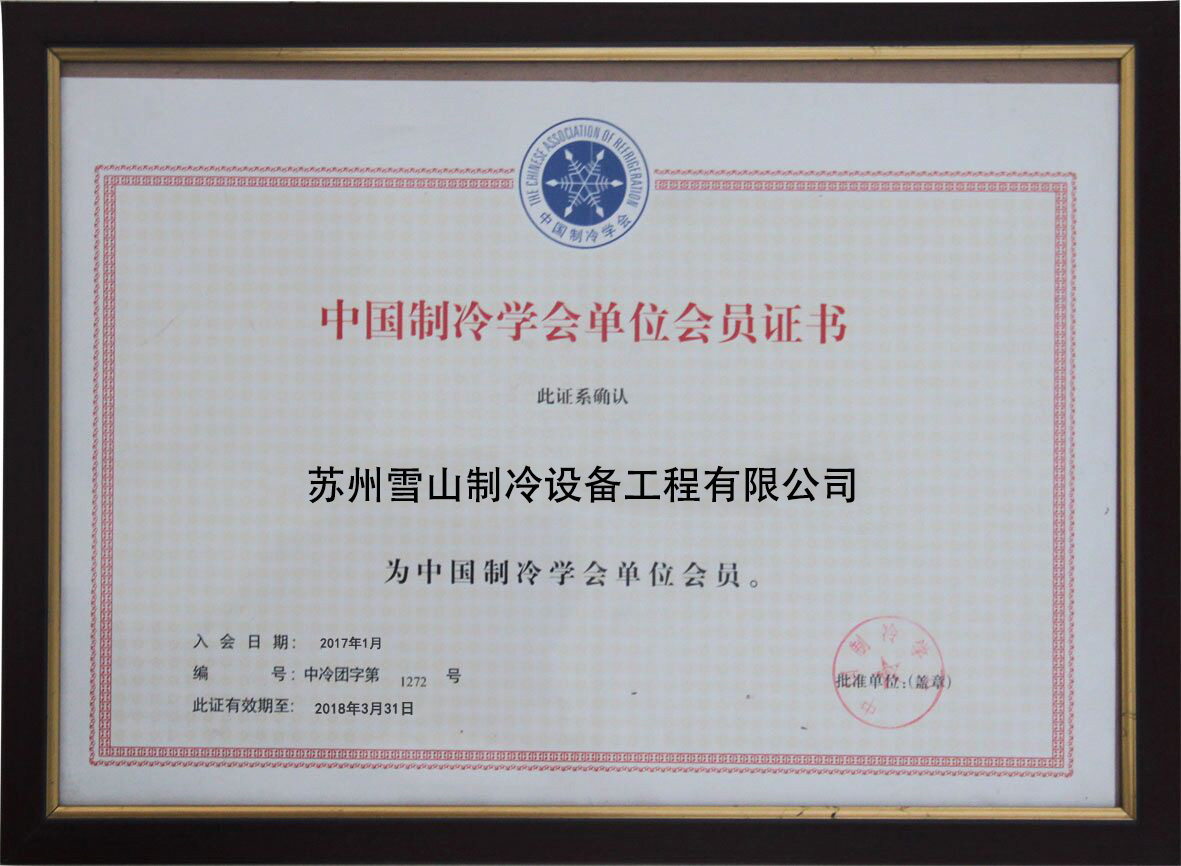 THE CHINESE ASSOCIATION OF REFRIGERATION
中国制冷学会
中国制冷学会单位会员证书
此证系确认
苏州雪山制冷设备工程有限公司
为中国制冷学会单位会员。
入会日期: 2017年1月
编 号: 中冷团字第 1272 号
此证有效期至: 2018年3月31日
批准单位:(盖章)